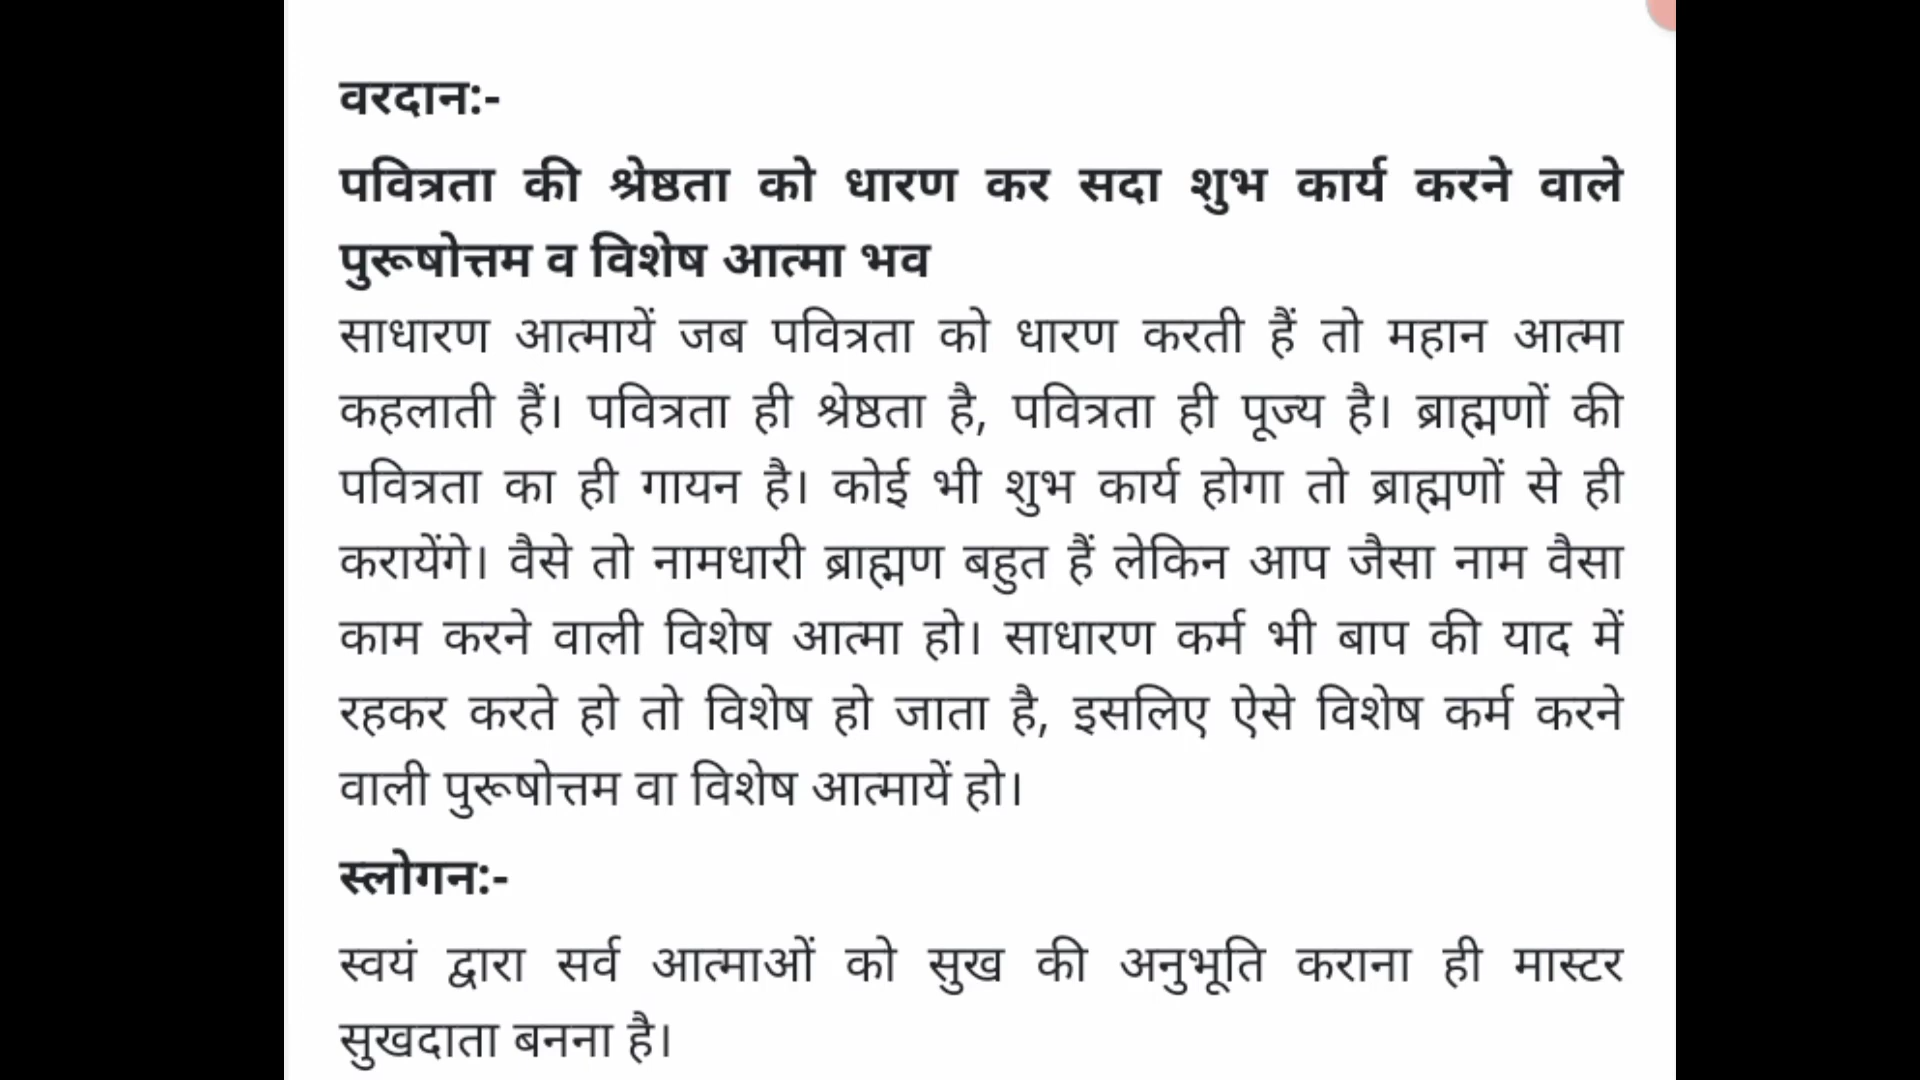 वरदान:-
पवित्रता की श्रेष्ठता को धारण कर सदा शुभ कार्य करने वाले
पुरूषोत्तम व विशेष आत्मा भव
साधारण आत्मायें जब पवित्रता को धारण करती हैं तो महान आत्मा
कहलाती हैं। पवित्रता ही श्रेष्ठता है, पवित्रता ही पूज्य है। ब्राह्मणों की
पवित्रता का ही गायन है। कोई भी शुभ कार्य होगा तो ब्राह्मणों से ही
करायेंगे। वैसे तो नामधारी ब्राह्मण बहुत हैं लेकिन आप जैसा नाम वैसा
काम करने वाली विशेष आत्मा हो। साधारण कर्म भी बाप की याद में
रहकर करते हो तो विशेष हो जाता है, इसलिए ऐसे विशेष कर्म करने
वाली पुरूषोत्तम वा विशेष आत्मायें हो।
स्लोगन:-
स्वयं द्वारा सर्व आत्माओं को सुख की अनुभूति कराना ही मास्टर
सुखदाता बनना है।